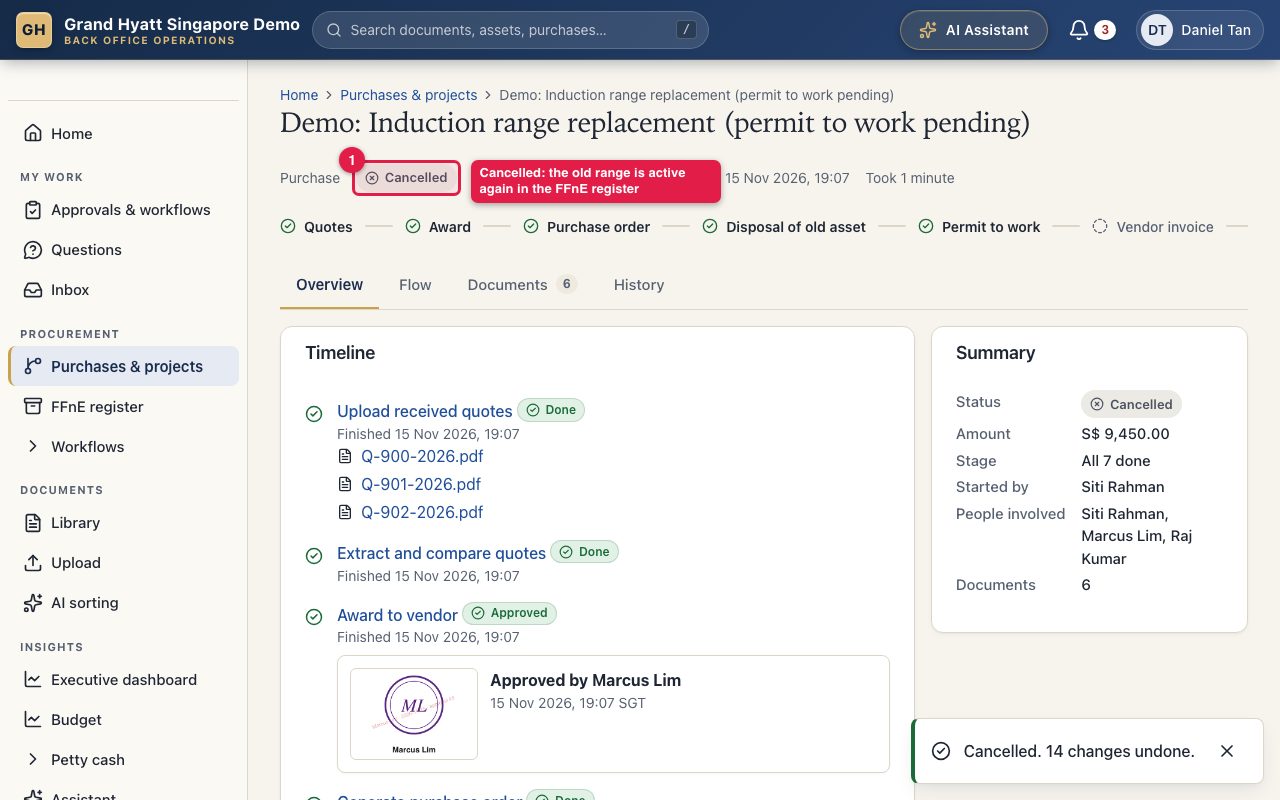 GH
Grand Hyatt Singapore Demo
BACK OFFICE OPERATIONS
Search documents, assets, purchases...
/
AI Assistant
3
DT
Daniel Tan
Home
MY WORK
Approvals & workflows
Questions
Inbox
PROCUREMENT
Purchases & projects
FFnE register
Workflows
DOCUMENTS
Library
Upload
AI sorting
INSIGHTS
Executive dashboard
Budget
Petty cash
Assistant
Home > Purchases & projects > Demo: Induction range replacement (permit to work pending)
Demo: Induction range replacement (permit to work pending)
1
Purchase
Cancelled
Cancelled: the old range is active
again in the FFnE register
15 Nov 2026, 19:07 Took 1 minute
Quotes
Award
Purchase order
Disposal of old asset
Permit to work
Vendor invoice
Overview
Flow
Documents 6
History
Timeline
Upload received quotes Done
Finished 15 Nov 2026, 19:07
Q-900-2026.pdf
Q-901-2026.pdf
Q-902-2026.pdf
Extract and compare quotes Done
Finished 15 Nov 2026, 19:07
Award to vendor Approved
Finished 15 Nov 2026, 19:07
ML
Marcus Lim
Approved by Marcus Lim
15 Nov 2026, 19:07 SGT
Generate purchase order Done
Summary
Status Cancelled
Amount S$ 9,450.00
Stage All 7 done
Started by Siti Rahman
People involved Siti Rahman,
Marcus Lim, Raj
Kumar
Documents 6
Cancelled. 14 changes undone.